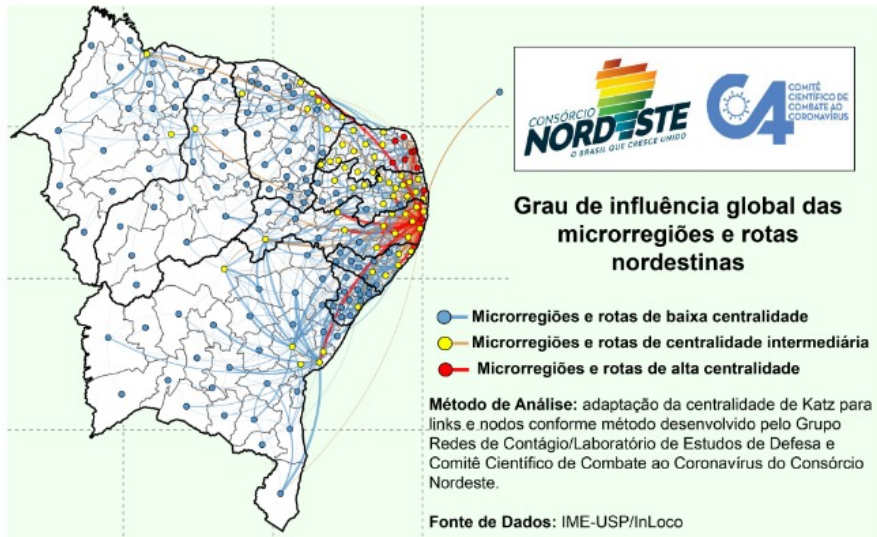 CONSÓRCIO
NORDESTE
O BRASIL QUE CRESCE UNIDO
C4
COMITÊ
CIENTÍFICO DE
COMBATE AO
CORONAVÍRUS
Grau de influência global das
microrregiões e rotas
nordestinas
Microrregiões e rotas de baixa centralidade
Microrregiões e rotas de centralidade intermediária
Microrregiões e rotas de alta centralidade
Método de Análise: adaptação da centralidade de Katz para
links e nodos conforme método desenvolvido pelo Grupo
Redes de Contágio/Laboratório de Estudos de Defesa e
Comitê Científico de Combate ao Coronavírus do Consórcio
Nordeste.
Fonte de Dados: IME-USP/InLoco